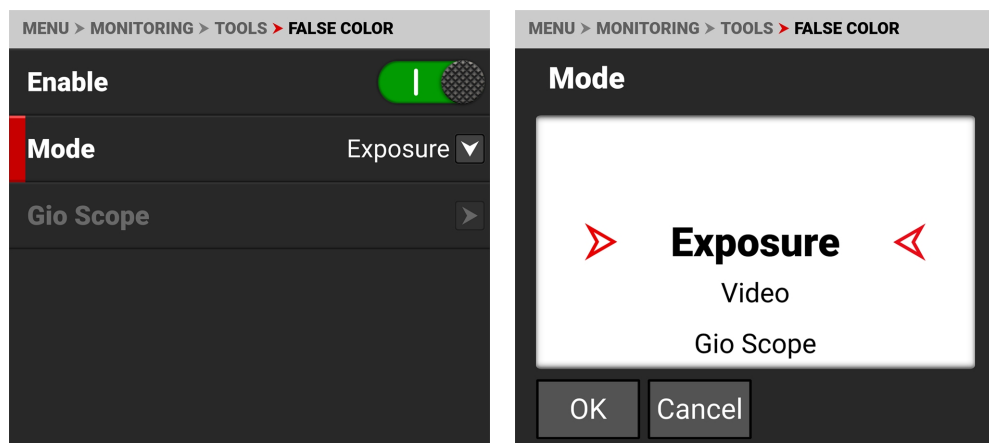 MENU > MONITORING > TOOLS > FALSE COLOR
Enable
Mode Exposure
Gio Scope
MENU > MONITORING > TOOLS > FALSE COLOR
Mode
Exposure
Video
Gio Scope
OK Cancel